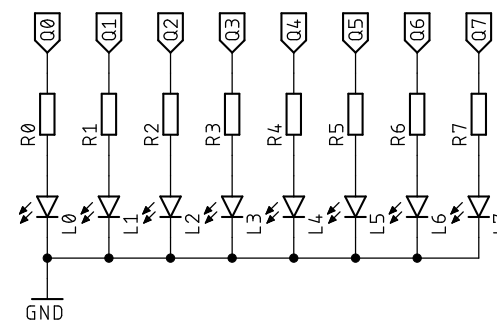 Q0 Q1 Q2 Q3 Q4 Q5 Q6 Q7
R0 R1 R2 R3 R4 R5 R6 R7
L0 L1 L2 L3 L4 L5 L6 L7
GND